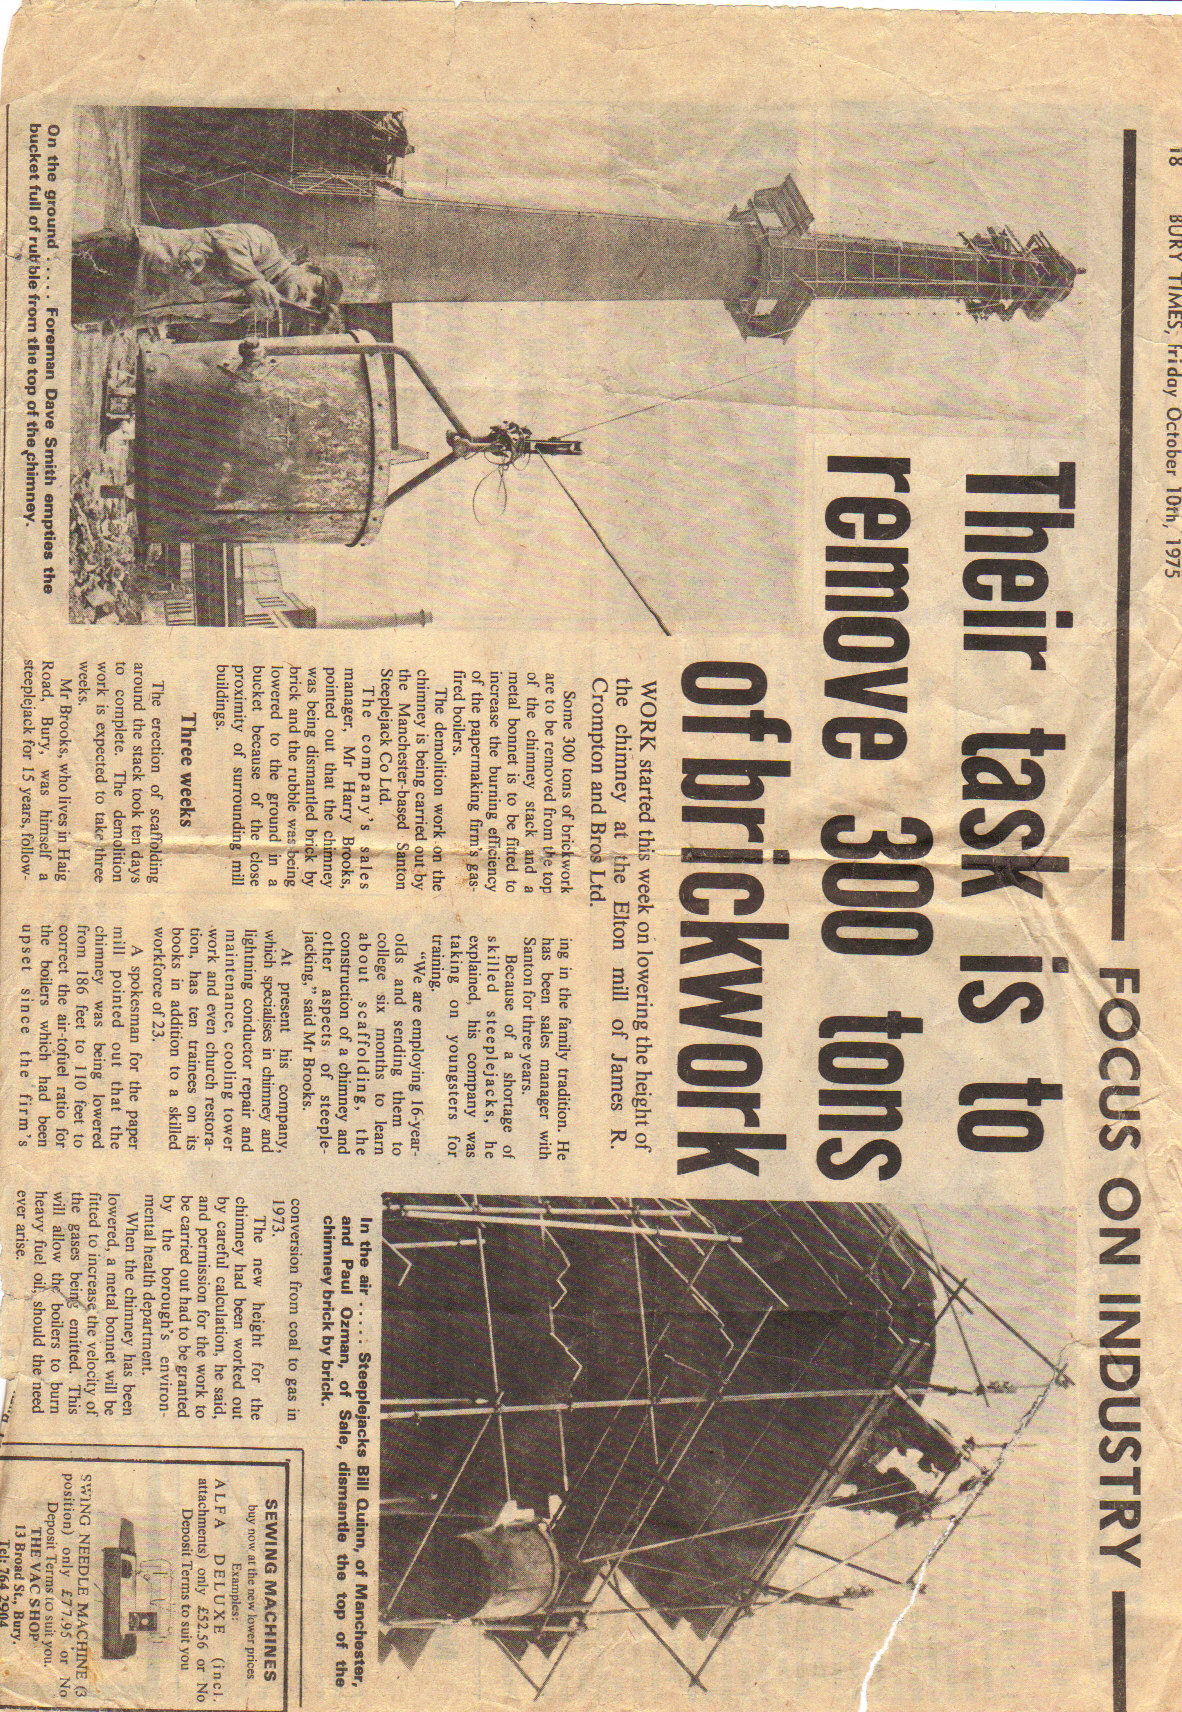 18 BURY TIMES, Friday October 10th, 1975
FOCUS ON INDUSTRY
Their task is to
remove 300 tons
of brickwork
On the ground . . . . . Foreman Dave Smith empties the
bucket full of rubble from the top of the chimney.
WORK started this week on lowering the height of
the chimney at the Elton mill of James R.
Crompton and Bros Ltd.
Some 300 tons of brickwork
are to be removed from the top
of the chimney stack and a
metal bonnet is to be fitted to
increase the burning efficiency
of the papermaking firm's gas-
fired boilers.
The demolition work on the
chimney is being carried out by
the Manchester-based Santon
Steeplejack Co Ltd.
The company's sales
manager, Mr Harry Brooks,
pointed out that the chimney
was being dismantled brick by
brick and the rubble was being
lowered to the ground in a
bucket because of the close
proximity of surrounding mill
buildings.
Three weeks
The erection of scaffolding
around the stack took ten days
to complete. The demolition
work is expected to take three
weeks.
Mr Brooks, who lives in Haig
Road, Bury, was himself a
steeplejack for 15 years, follow-
ing in the family tradition. He
has been sales manager with
Santon for three years.
Because of a shortage of
skilled steeplejacks, he
explained, his company was
taking on youngsters for
training.
"We are employing 16-year-
olds and sending them to
college six months to learn
about scaffolding, the
construction of a chimney and
other aspects of steeple-
jacking," said Mr Brooks.
At present his company,
which specialises in chimney and
lightning conductor repair and
maintenance, cooling tower
work and even church restora-
tion, has ten trainees on its
books in addition to a skilled
workforce of 23.
A spokesman for the paper
mill pointed out that the
chimney was being lowered
from 186 feet to 110 feet to
correct the air-tofuel ratio for
the boilers which had been
upset since the firm's
conversion from coal to gas in
1973.
The new height for the
chimney had been worked out
by careful calculation, he said,
and permission for the work to
be carried out had to be granted
by the borough's environ-
mental health department.
When the chimney has been
lowered, a metal bonnet will be
fitted to increase the velocity of
the gases being emitted. This
will allow the boilers to burn
heavy fuel oil, should the need
ever arise.
In the air . . . . . Steeplejacks Bill Quinn, of Manchester,
and Paul Ozman, of Sale, dismantle the top of the
chimney brick by brick.
SEWING MACHINES
buy now at the new lower prices
Examples:
ALFA DELUXE (incl.
attachments) only £52.56 or No
Deposit Terms to suit you
SWING NEEDLE MACHINE (3
position) only £77.95 or No
Deposit Terms to suit you.
THE VAC SHOP
13 Broad St., Bury.
Tel: 764 2904